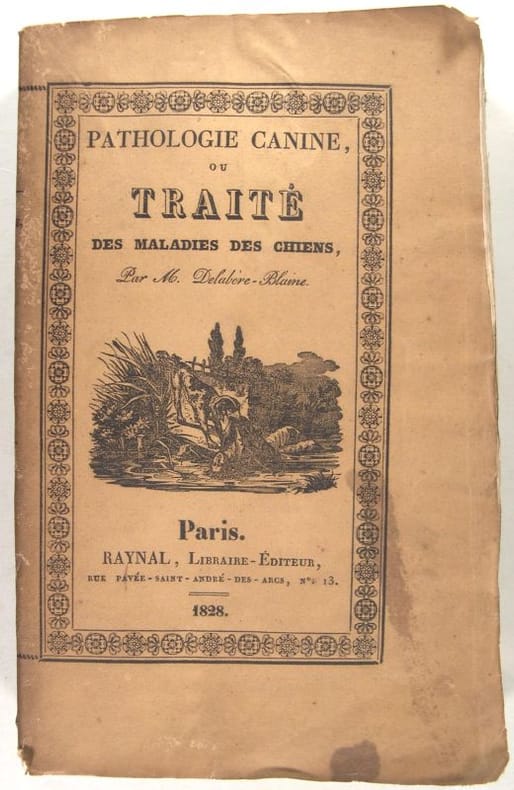 PATHOLOGIE CANINE,
OU
TRAITÉ
DES MALADIES DES CHIENS,
Par M. Delabère-Blaine.
Paris.
RAYNAL, LIBRAIRE-ÉDITEUR,
RUE PAVÉE-SAINT-ANDRÉ-DES-ARCS, N°. 13.
1828.